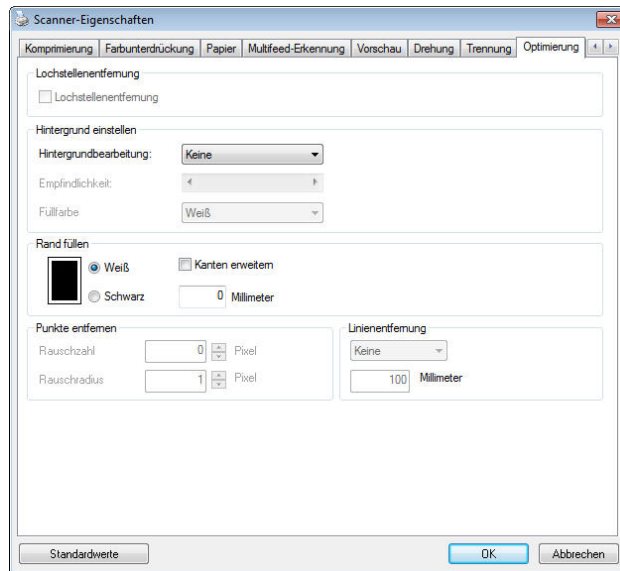 Scanner-Eigenschaften
Komprimierung Farbunterdrückung Papier Multifeed-Erkennung Vorschau Drehung Trennung Optimierung
Lochstellenentfernung
Lochstellenentfernung
Hintergrund einstellen
Hintergrundbearbeitung: Keine
Empfindlichkeit:
Füllfarbe Weiß
Rand füllen
Weiß Kanten erweitern
Schwarz 0 Millimeter
Punkte entfernen Linienentfernung
Rauschzahl 0 Pixel Keine
Rauschradius 1 Pixel 100 Millimeter
Standardwerte OK Abbrechen